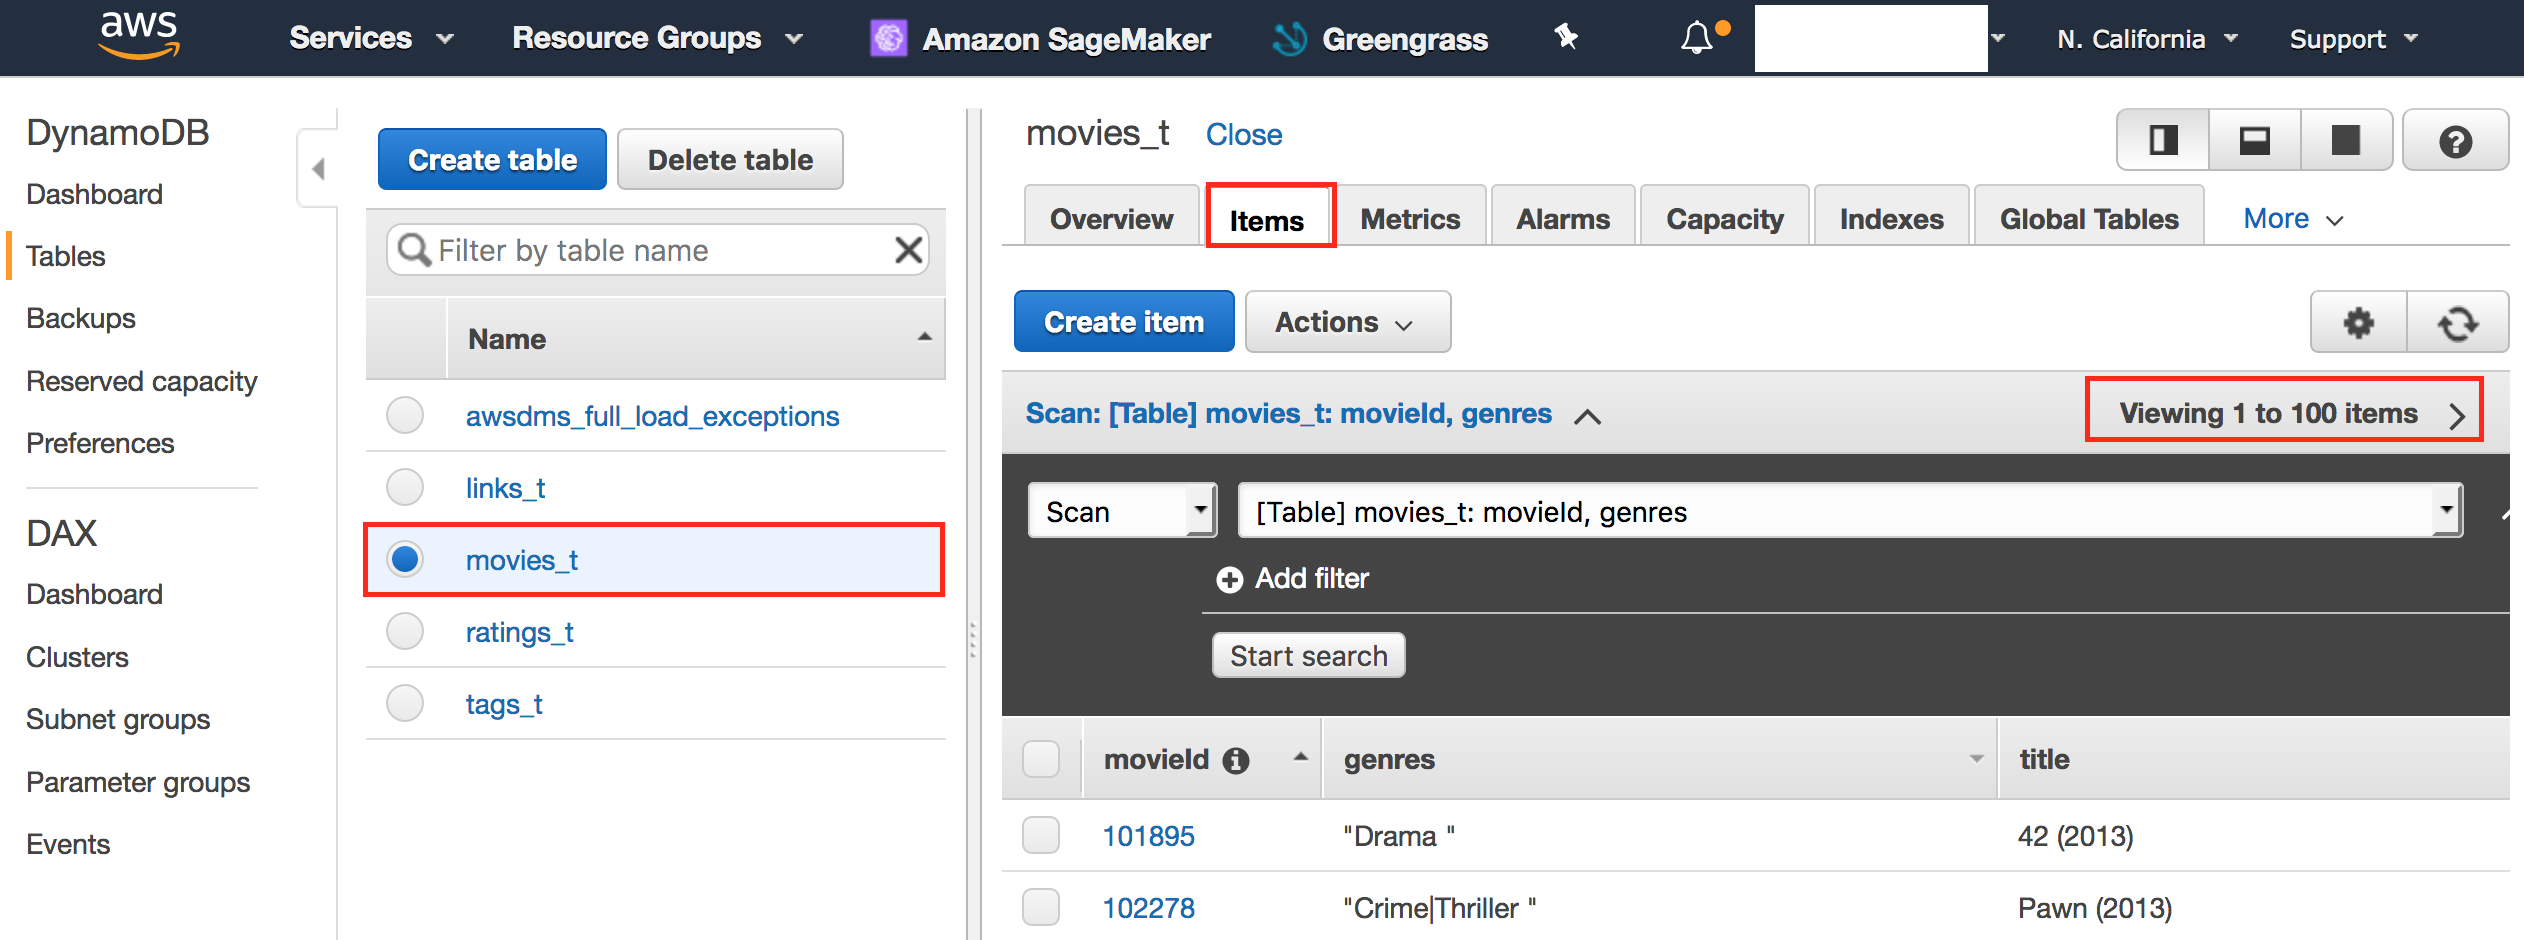 aws Services Resource Groups Amazon SageMaker Greengrass N. California Support
DynamoDB
Dashboard
Tables
Backups
Reserved capacity
Preferences
DAX
Dashboard
Clusters
Subnet groups
Parameter groups
Events
Create table Delete table
Filter by table name
Name
awsdms_full_load_exceptions
links_t
movies_t
ratings_t
tags_t
movies_t Close
Overview Items Metrics Alarms Capacity Indexes Global Tables More
Create item Actions
Scan: [Table] movies_t: movieId, genres Viewing 1 to 100 items
Scan [Table] movies_t: movieId, genres
Add filter
Start search
movieId genres title
101895 "Drama " 42 (2013)
102278 "Crime|Thriller " Pawn (2013)